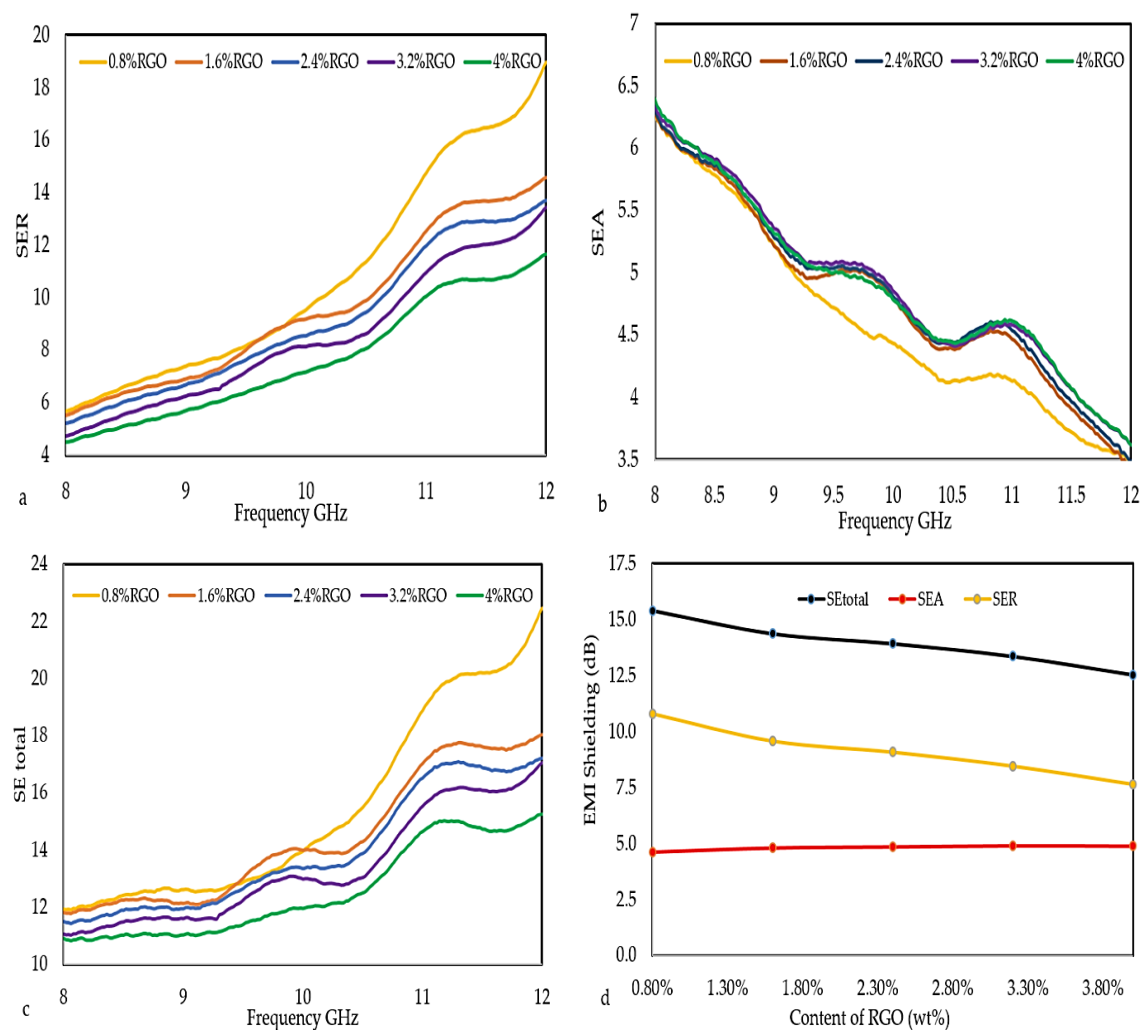 20
18
16
14
12
10
8
6
4
SER
0.8%RGO 1.6%RGO 2.4%RGO 3.2%RGO 4%RGO
8 9 10 11 12
Frequency GHz
a
7
6.5
6
5.5
5
4.5
4
3.5
SEA
0.8%RGO 1.6%RGO 2.4%RGO 3.2%RGO 4%RGO
8 8.5 9 9.5 10 10.5 11 11.5 12
Frequency GHz
b
24
22
20
18
16
14
12
10
SE total
0.8%RGO 1.6%RGO 2.4%RGO 3.2%RGO 4%RGO
8 9 10 11 12
Frequency GHz
c
17.5
15.0
12.5
10.0
7.5
5.0
2.5
0.0
EMI Shielding (dB)
SEtotal SEA SER
0.80% 1.30% 1.80% 2.30% 2.80% 3.30% 3.80%
Content of RGO (wt%)
d